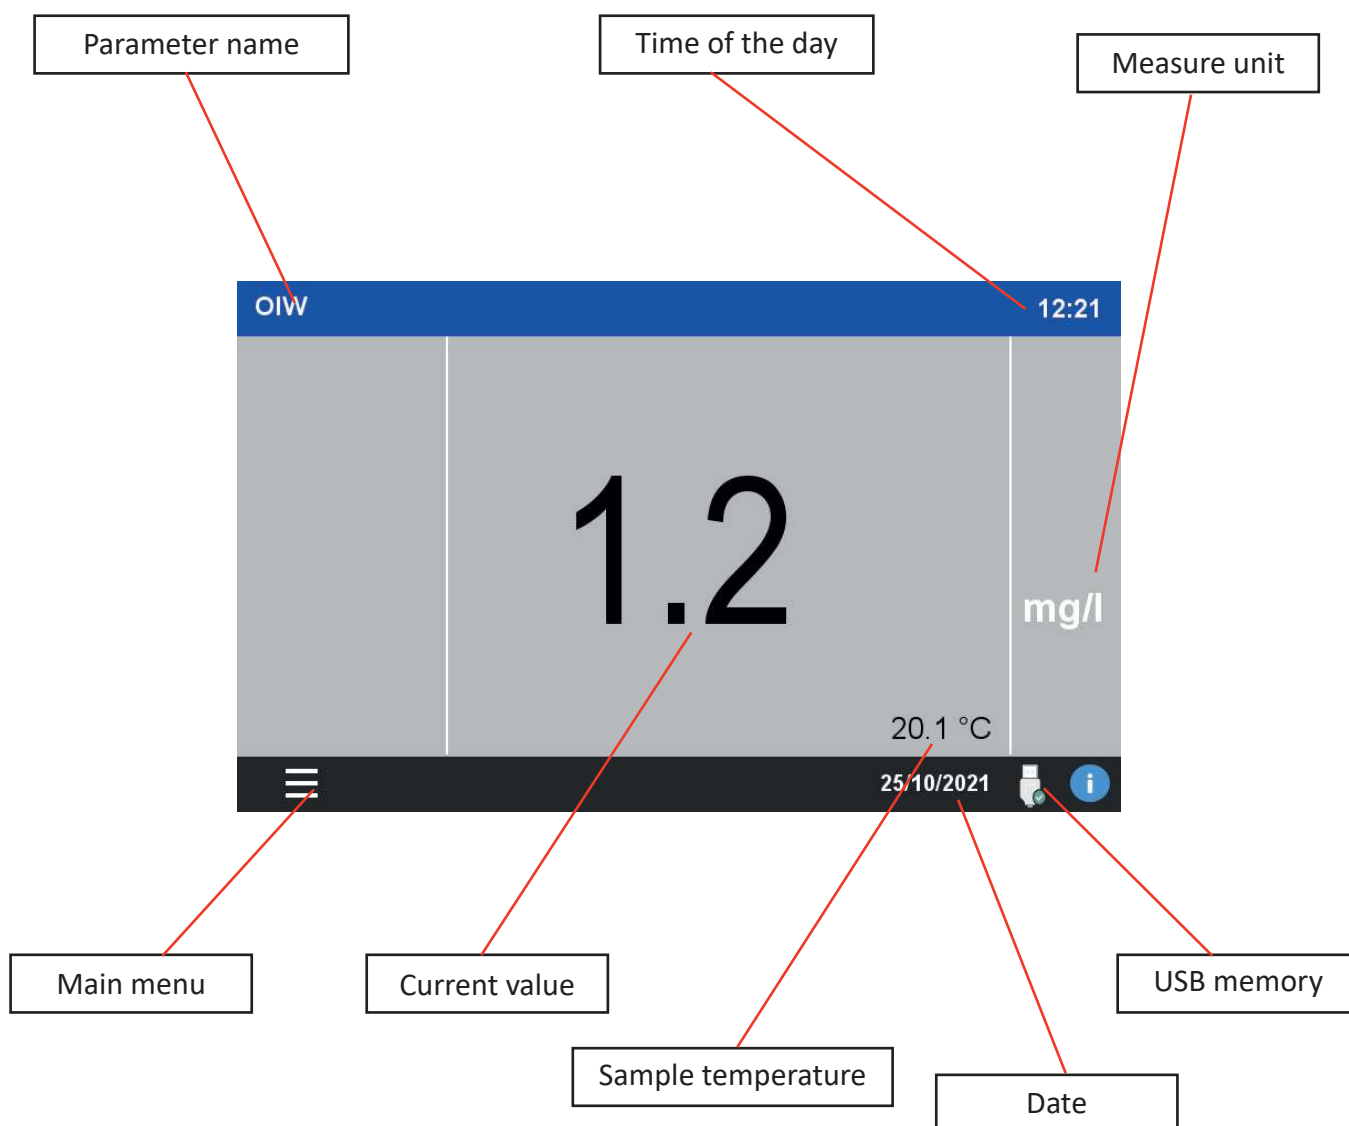 Parameter name
Time of the day
Measure unit
OIW
12:21
1.2
mg/l
20.1 °C
25/10/2021
i
Main menu
Current value
USB memory
Sample temperature
Date